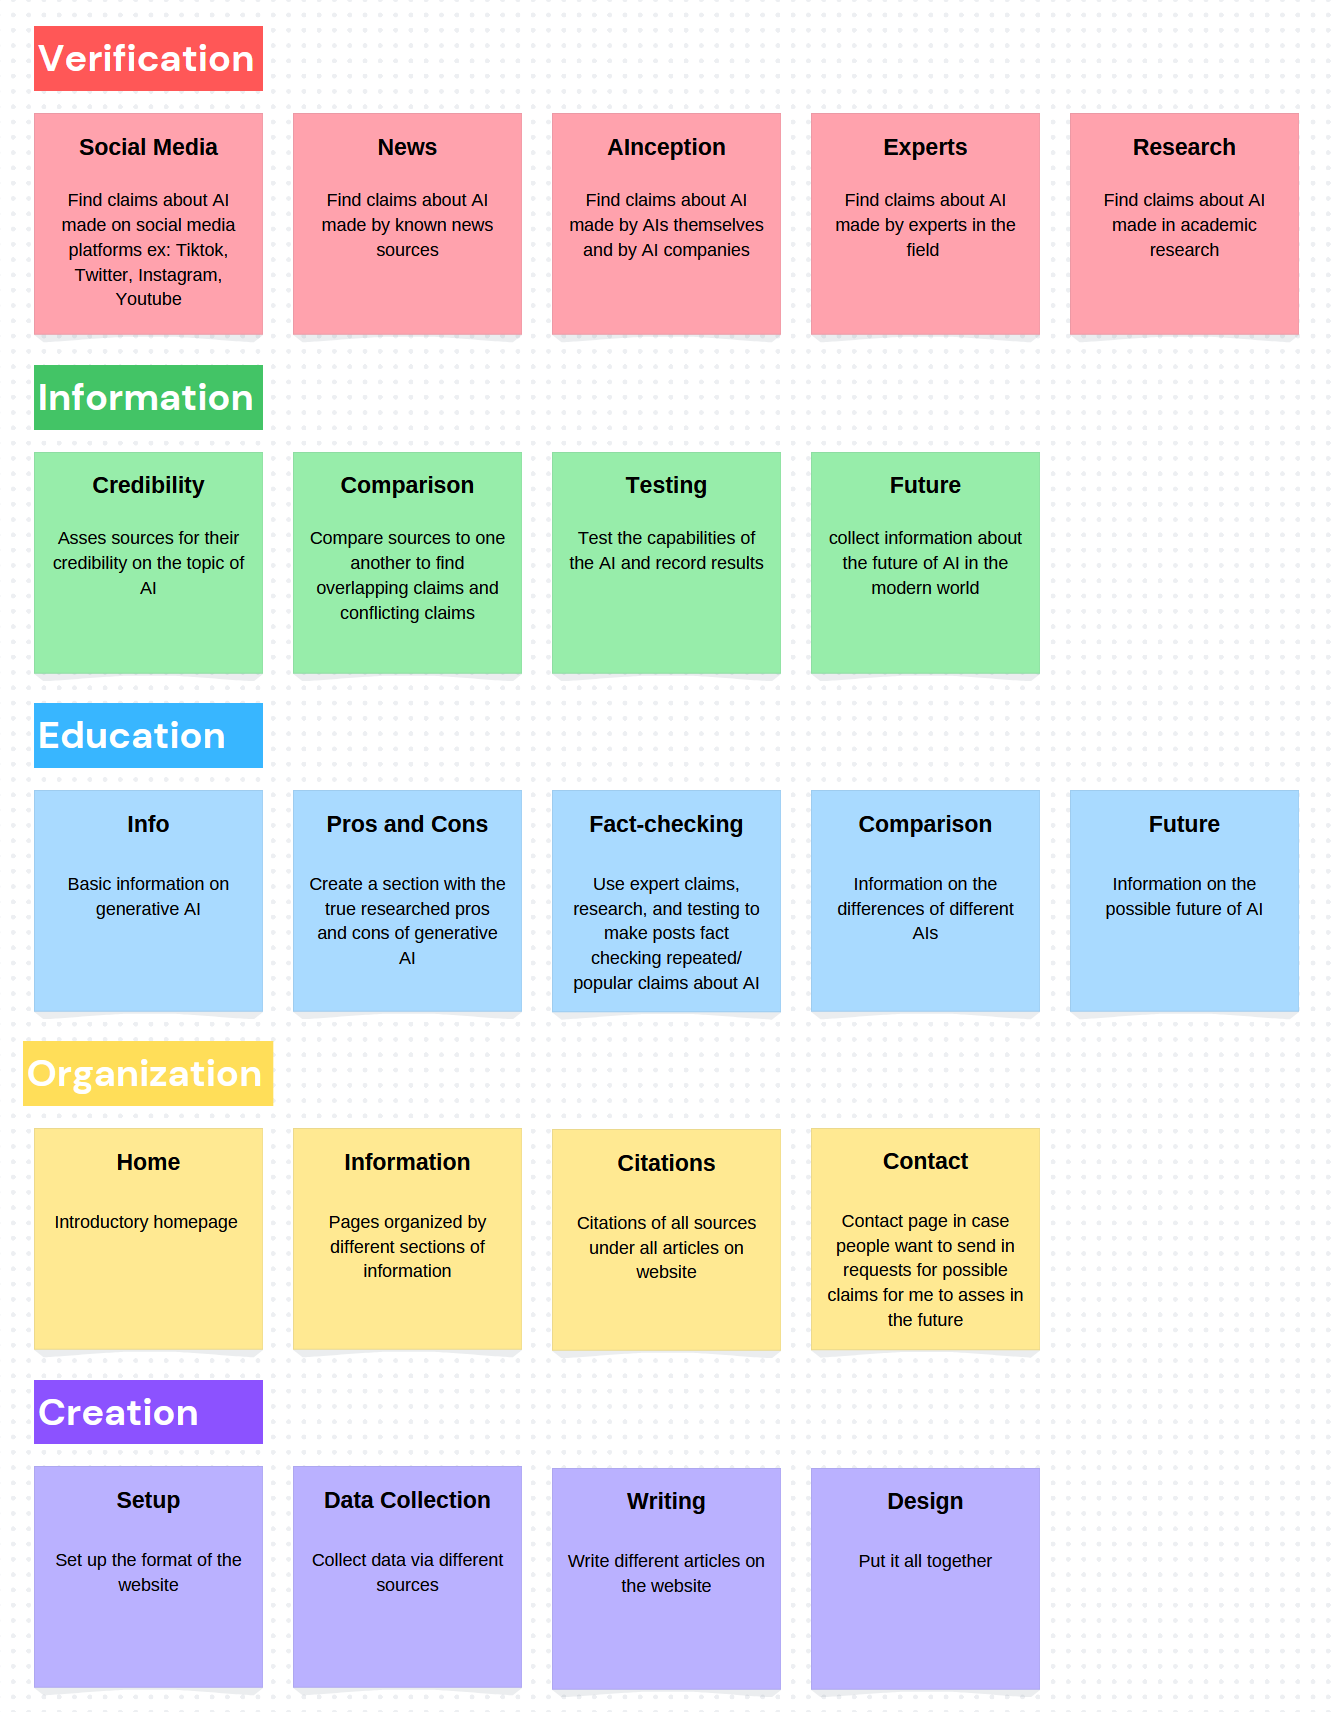 Verification
Social Media
Find claims about AI
made on social media
platforms ex: Tiktok,
Twitter, Instagram,
Youtube
News
Find claims about AI
made by known news
sources
AInception
Find claims about AI
made by AIs themselves
and by AI companies
Experts
Find claims about AI
made by experts in the
field
Research
Find claims about AI
made in academic
research
Information
Credibility
Asses sources for their
credibility on the topic of
AI
Comparison
Compare sources to one
another to find
overlapping claims and
conflicting claims
Testing
Test the capabilities of
the AI and record results
Future
collect information about
the future of AI in the
modern world
Education
Info
Basic information on
generative AI
Pros and Cons
Create a section with the
true researched pros
and cons of generative
AI
Fact-checking
Use expert claims,
research, and testing to
make posts fact
checking repeated/
popular claims about AI
Comparison
Information on the
differences of different
AIs
Future
Information on the
possible future of AI
Organization
Home
Introductory homepage
Information
Pages organized by
different sections of
information
Citations
Citations of all sources
under all articles on
website
Contact
Contact page in case
people want to send in
requests for possible
claims for me to asses in
the future
Creation
Setup
Set up the format of the
website
Data Collection
Collect data via different
sources
Writing
Write different articles on
the website
Design
Put it all together